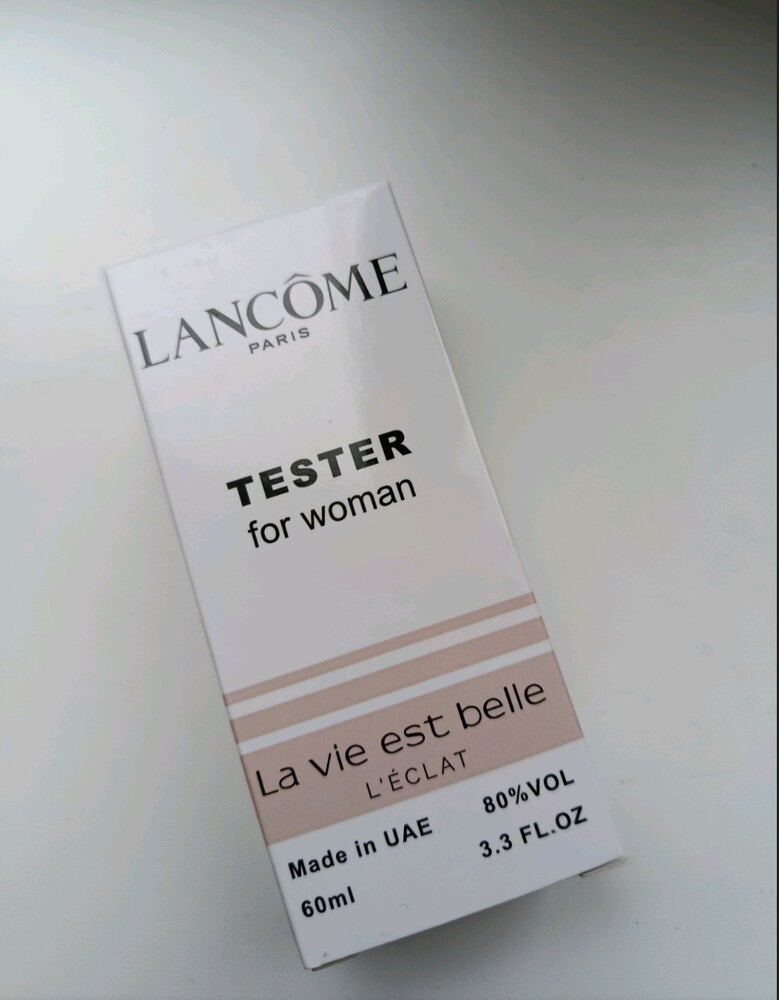 LANCÔME
PARIS
TESTER
for woman
La vie est belle
L'ÉCLAT
Made in UAE 80%VOL
60ml 3.3 FL.OZ